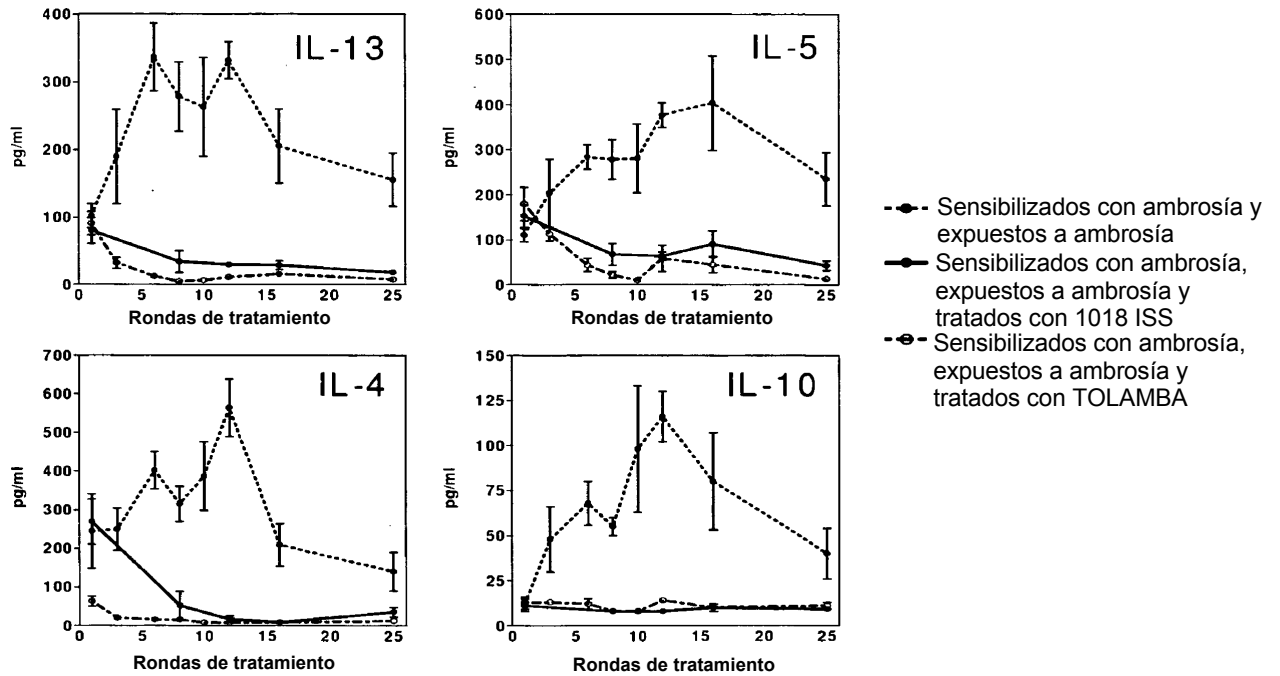 IL-13
400
300
200
100
0
pg/ml
0 5 10 15 20 25
Rondas de tratamiento
IL-5
600
500
400
300
200
100
0
pg/ml
0 5 10 15 20 25
Rondas de tratamiento
IL-4
700
600
500
400
300
200
100
0
pg/ml
0 5 10 15 20 25
Rondas de tratamiento
IL-10
150
125
100
75
50
25
0
pg/ml
0 5 10 15 20 25
Rondas de tratamiento
Sensibilizados con ambrosía y
expuestos a ambrosía
Sensibilizados con ambrosía,
expuestos a ambrosía y
tratados con 1018 ISS
Sensibilizados con ambrosía,
expuestos a ambrosía y
tratados con TOLAMBA